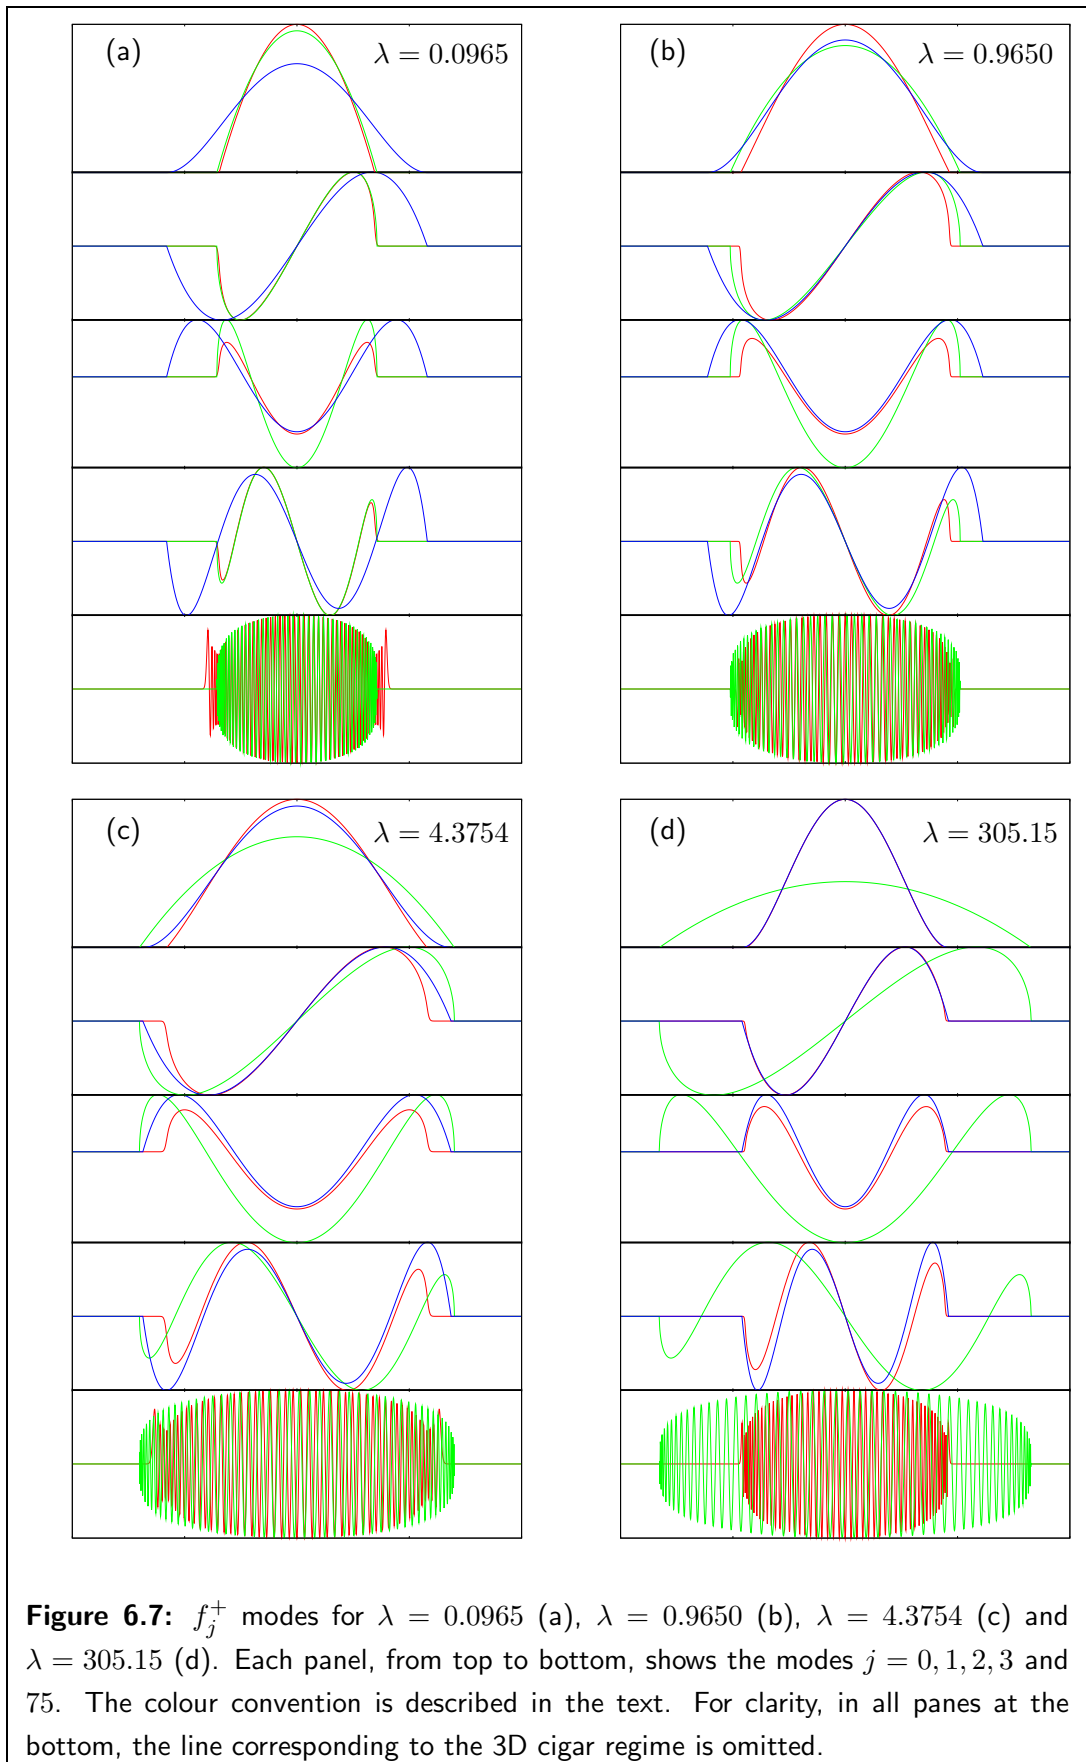 (a) λ = 0.0965
(b) λ = 0.9650
(c) λ = 4.3754
(d) λ = 305.15
Figure 6.7: f_j^+ modes for λ = 0.0965 (a), λ = 0.9650 (b), λ = 4.3754 (c) and
λ = 305.15 (d). Each panel, from top to bottom, shows the modes j = 0, 1, 2, 3 and
75. The colour convention is described in the text. For clarity, in all panes at the
bottom, the line corresponding to the 3D cigar regime is omitted.